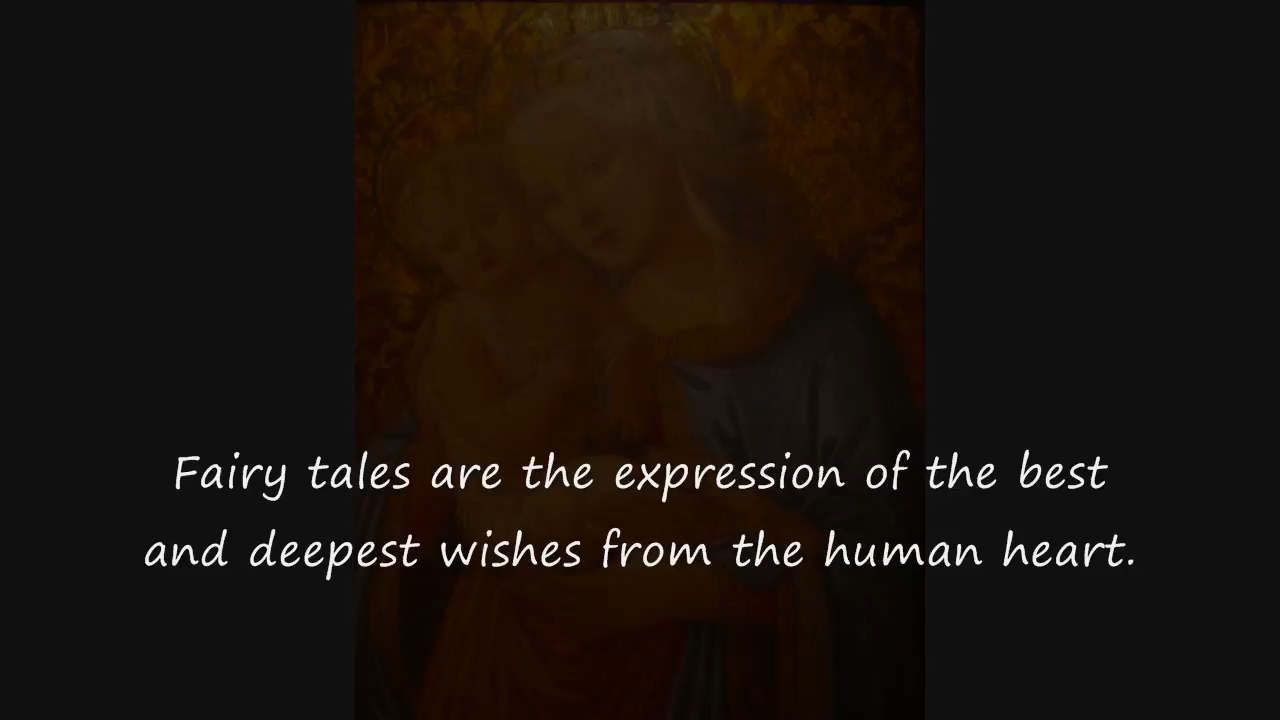 Fairy tales are the expression of the best
and deepest wishes from the human heart.